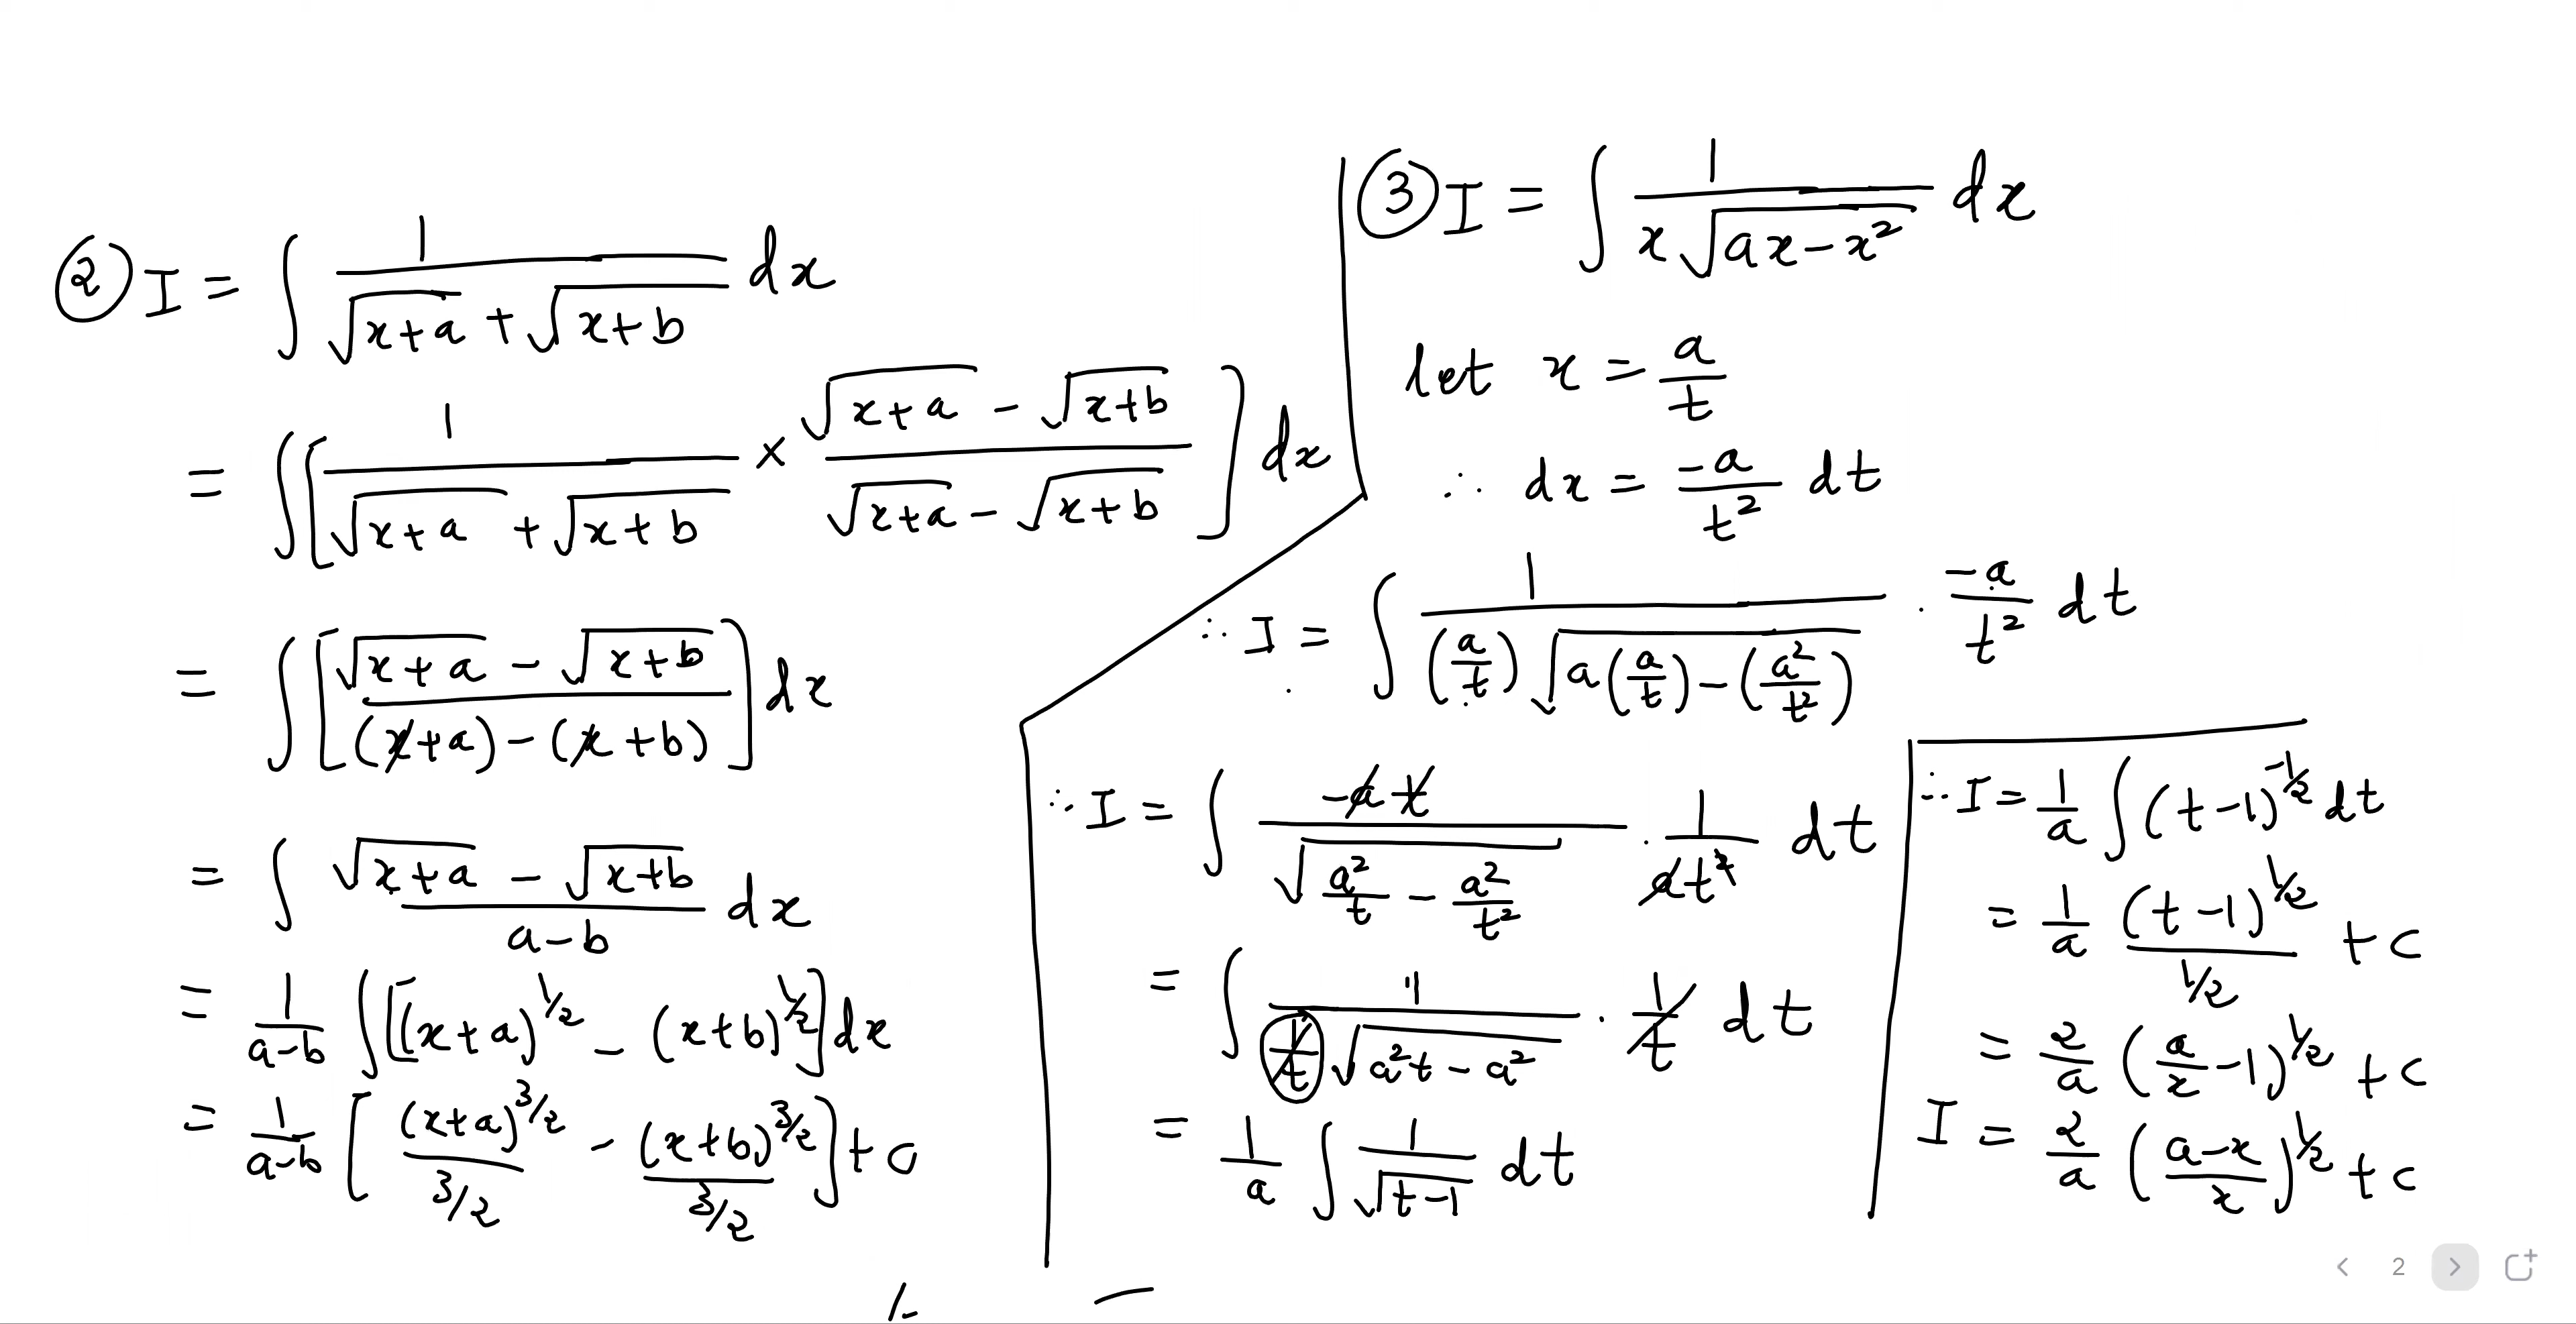 ② I = ∫ 1/(√(x+a) + √(x+b)) dx
= ∫ [1/(√(x+a) + √(x+b)) × (√(x+a) - √(x+b))/(√(x+a) - √(x+b))] dx
= ∫ [(√(x+a) - √(x+b))/((x+a) - (x+b))] dx
= ∫ (√(x+a) - √(x+b))/(a-b) dx
= 1/(a-b) ∫ [(x+a)^(1/2) - (x+b)^(1/2)] dx
= 1/(a-b) [(x+a)^(3/2)/(3/2) - (x+b)^(3/2)/(3/2)] + c
③ I = ∫ 1/(x√(ax-x²)) dx
let x = a/t
∴ dx = -a/t² dt
∴ I = ∫ 1/((a/t)√(a(a/t) - (a²/t²))) · -a/t² dt
∴ I = ∫ -at/√(a²/t - a²/t²) · 1/(at²) dt
= ∫ 1/((1/t)√(a²t - a²)) · 1/t dt
= 1/a ∫ 1/√(t-1) dt
∴ I = 1/a ∫ (t-1)^(-1/2) dt
= 1/a (t-1)^(1/2)/(1/2) + c
= 2/a (a/x - 1)^(1/2) + c
I = 2/a ((a-x)/x)^(1/2) + c
2